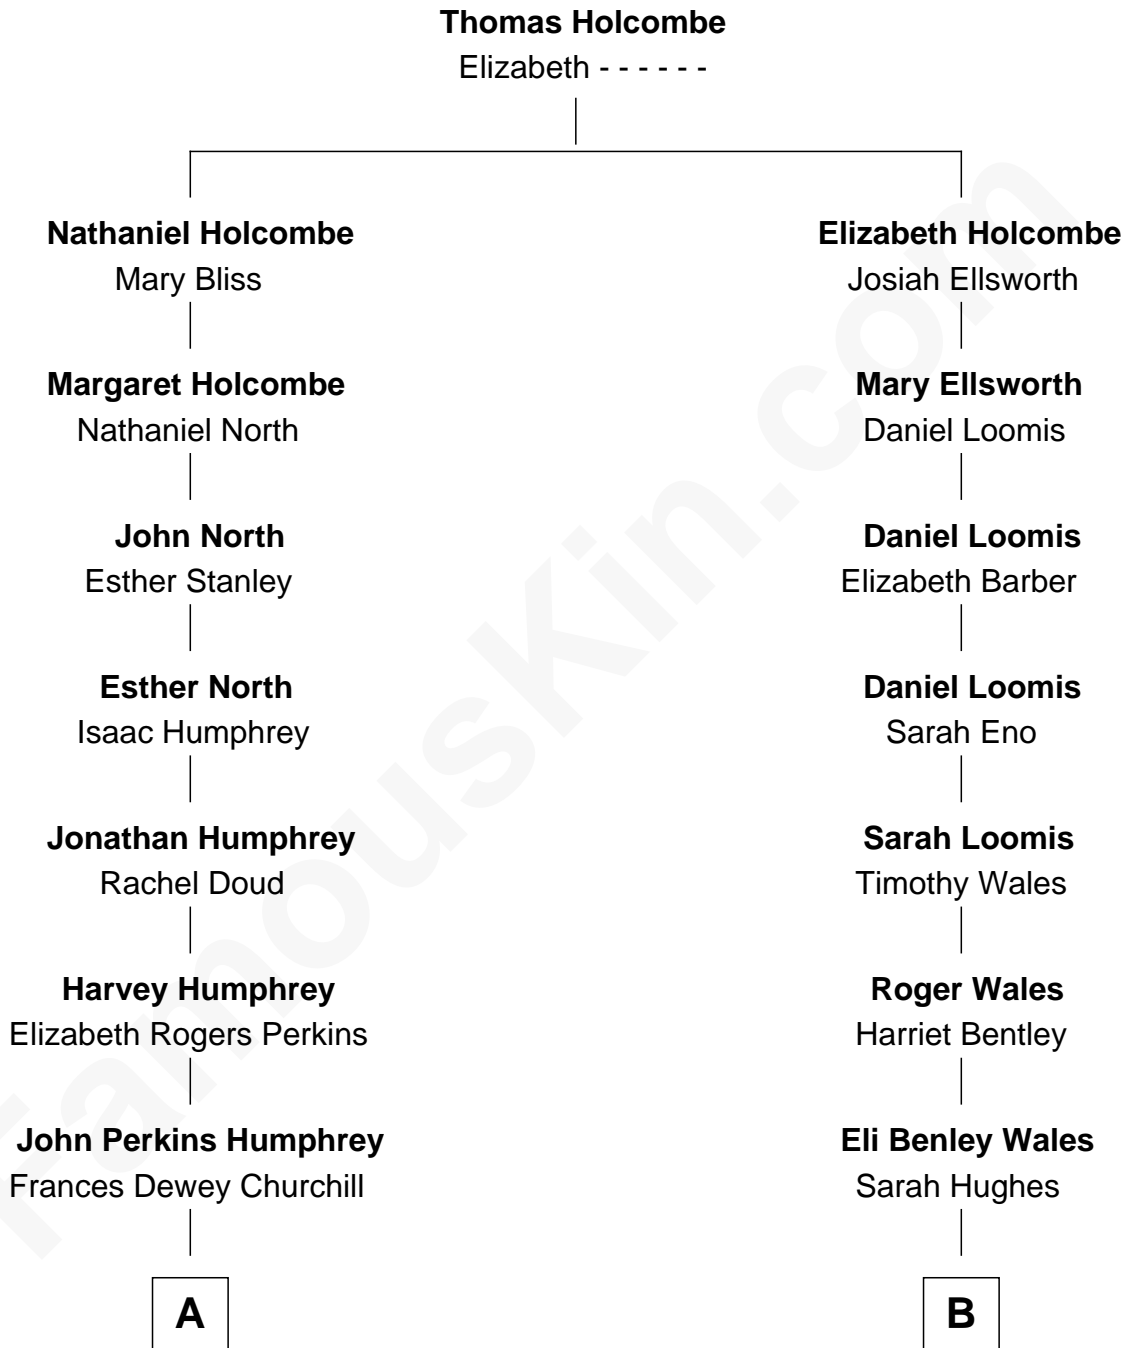 Thomas Holcombe
Elizabeth - - - - - -
Nathaniel Holcombe
Mary Bliss
Elizabeth Holcombe
Josiah Ellsworth
Margaret Holcombe
Nathaniel North
Mary Ellsworth
Daniel Loomis
John North
Esther Stanley
Daniel Loomis
Elizabeth Barber
Esther North
Isaac Humphrey
Daniel Loomis
Sarah Eno
Jonathan Humphrey
Rachel Doud
Sarah Loomis
Timothy Wales
Harvey Humphrey
Elizabeth Rogers Perkins
Roger Wales
Harriet Bentley
John Perkins Humphrey
Frances Dewey Churchill
Eli Benley Wales
Sarah Hughes
A
B
FamousKin.com